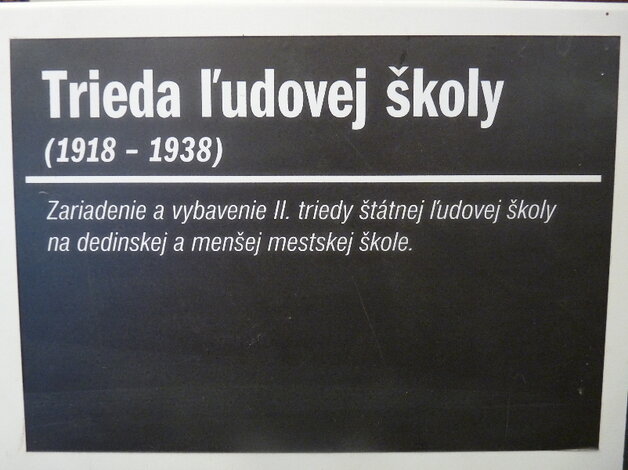 Trieda ľudovej školy
(1918 - 1938)
Zariadenie a vybavenie II. triedy štátnej ľudovej školy
na dedinskej a menšej mestskej škole.